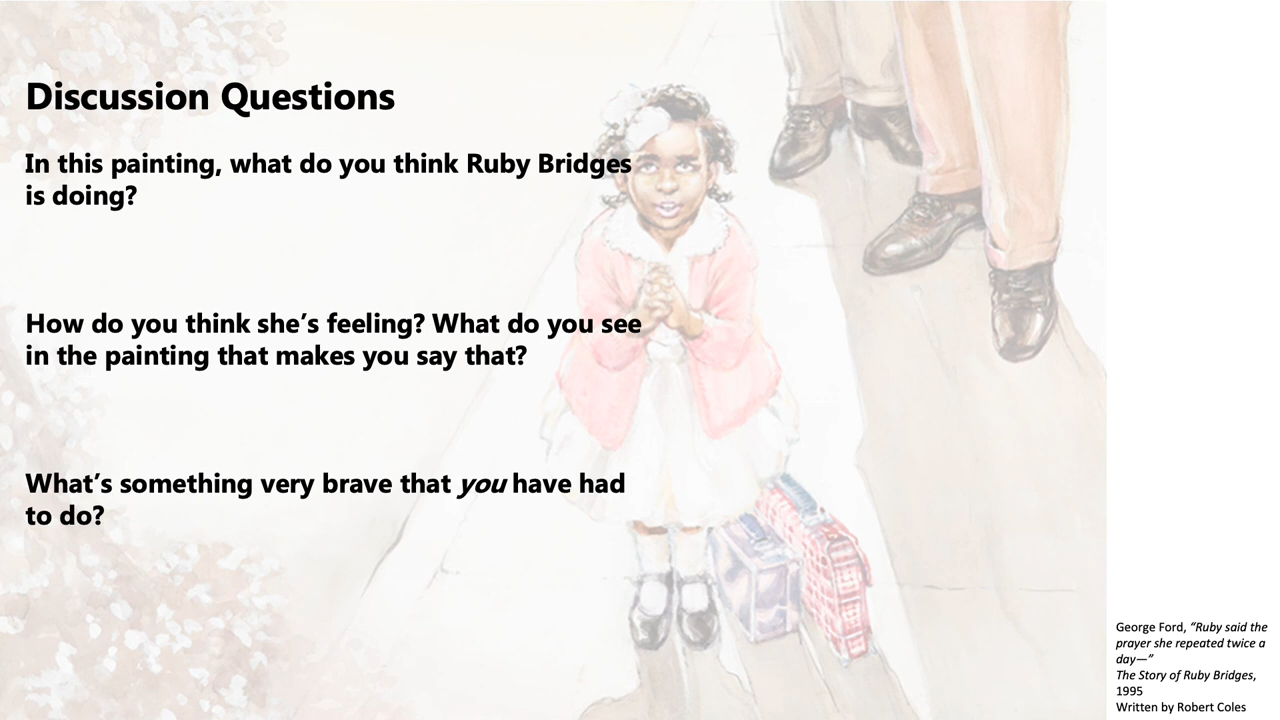 Discussion Questions
In this painting, what do you think Ruby Bridges
is doing?
How do you think she’s feeling? What do you see
in the painting that makes you say that?
What’s something very brave that you have had
to do?
George Ford, “Ruby said the
prayer she repeated twice a
day—”
The Story of Ruby Bridges,
1995
Written by Robert Coles